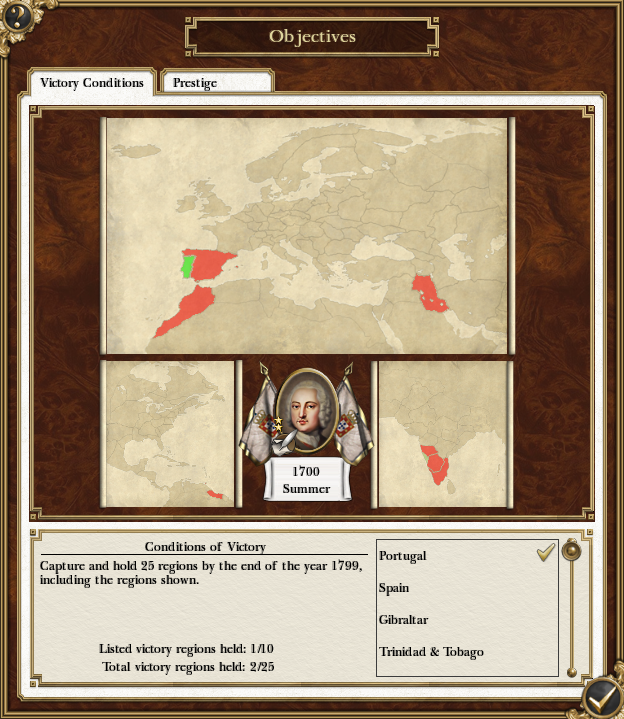 ?
Objectives
Victory Conditions
Prestige
1700
Summer
Conditions of Victory
Capture and hold 25 regions by the end of the year 1799,
including the regions shown.
Listed victory regions held: 1/10
Total victory regions held: 2/25
Portugal
Spain
Gibraltar
Trinidad & Tobago